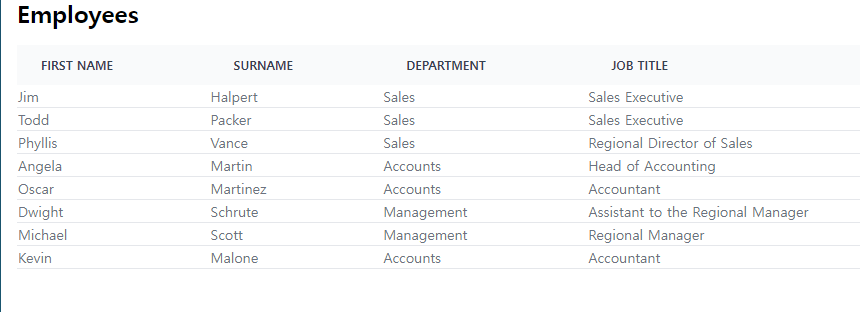 Employees
FIRST NAME SURNAME DEPARTMENT JOB TITLE
Jim Halpert Sales Sales Executive
Todd Packer Sales Sales Executive
Phyllis Vance Sales Regional Director of Sales
Angela Martin Accounts Head of Accounting
Oscar Martinez Accounts Accountant
Dwight Schrute Management Assistant to the Regional Manager
Michael Scott Management Regional Manager
Kevin Malone Accounts Accountant